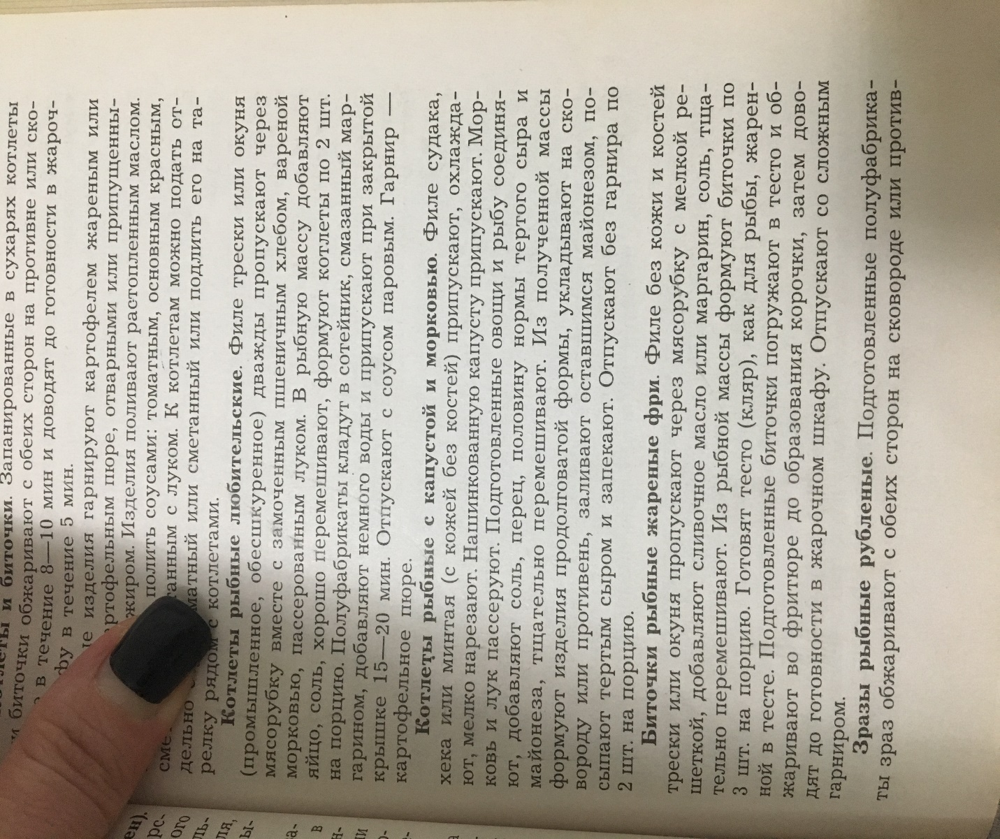 и биточки. Запанированные в сухарях котлеты
и биточки обжаривают с обеих сторон на противне или ско-
в течение 8—10 мин и доводят до готовности в жароч-
в течение 5 мин.
изделия гарнируют картофелем жареным или
пюре, отварными или припущенны-
жиром. Изделия поливают растопленным маслом.
полить соусами: томатным, основным красным,
с луком. К котлетам можно подать от-
дельно или сметанный или подлить его на та-
релку рядом с котлетами.
Котлеты рыбные любительские. Филе трески или окуня
(промышленное, обесшкуренное) дважды пропускают через
мясорубку вместе с замоченным пшеничным хлебом, вареной
морковью, пассерованным луком. В рыбную массу добавляют
яйцо, соль, хорошо перемешивают, формуют котлеты по 2 шт.
на порцию. Полуфабрикаты кладут в сотейник, смазанный мар-
гарином, добавляют немного воды и припускают при закрытой
крышке 15—20 мин. Отпускают с соусом паровым. Гарнир —
картофельное пюре.
Котлеты рыбные с капустой и морковью. Филе судака,
хека или минтая (с кожей без костей) припускают, охлажда-
ют, мелко нарезают. Нашинкованную капусту припускают. Мор-
ковь и лук пассеруют. Подготовленные овощи и рыбу соединя-
ют, добавляют соль, перец, половину нормы тертого сыра и
майонеза, тщательно перемешивают. Из полученной массы
формуют изделия продолговатой формы, укладывают на ско-
вороду или противень, заливают оставшимся майонезом, по-
сыпают тертым сыром и запекают. Отпускают без гарнира по
2 шт. на порцию.
Биточки рыбные жареные фри. Филе без кожи и костей
трески или окуня пропускают через мясорубку с мелкой ре-
шеткой, добавляют сливочное масло или маргарин, соль, тща-
тельно перемешивают. Из рыбной массы формуют биточки по
3 шт. на порцию. Готовят тесто (кляр), как для рыбы, жарен-
ной в тесте. Подготовленные биточки погружают в тесто и об-
жаривают во фритюре до образования корочки, затем дово-
дят до готовности в жарочном шкафу. Отпускают со сложным
гарниром.
Зразы рыбные рубленые. Подготовленные полуфабрика-
ты зраз обжаривают с обеих сторон на сковороде или против-